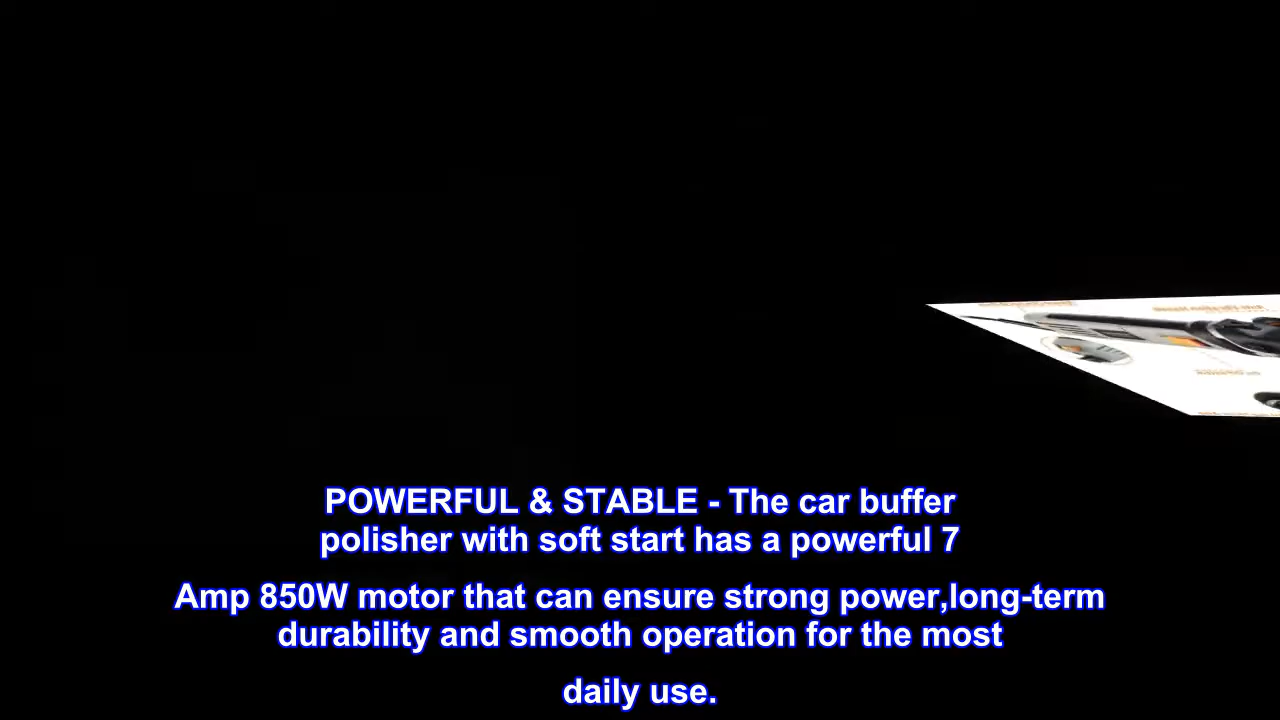 POWERFUL & STABLE - The car buffer
polisher with soft start has a powerful 7
Amp 850W motor that can ensure strong power,long-term
durability and smooth operation for the most
daily use.